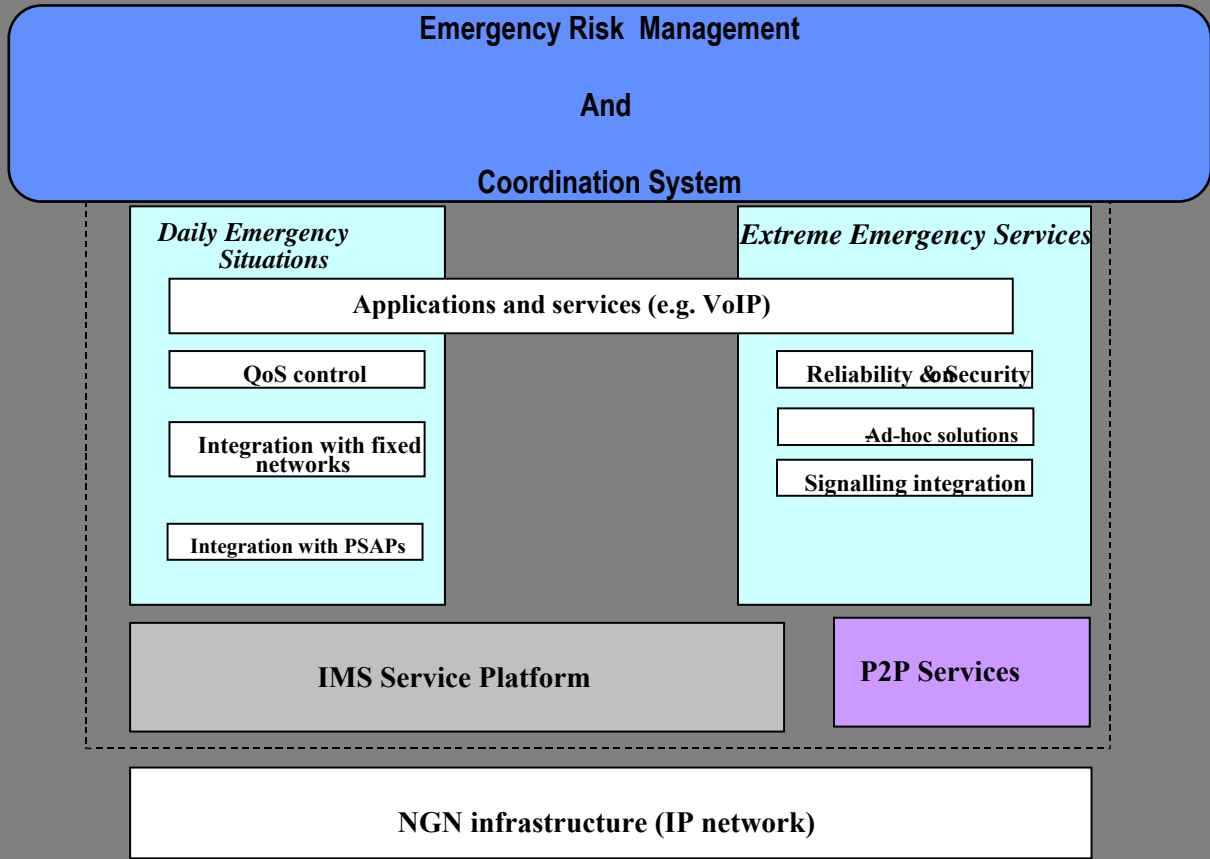 Emergency Risk Management
And
Coordination System
Daily Emergency
Situations
Extreme Emergency Services
Applications and services (e.g. VoIP)
QoS control
Integration with fixed
networks
Integration with PSAPs
Reliability & Security
Ad-hoc solutions
Signalling integration
IMS Service Platform
P2P Services
NGN infrastructure (IP network)